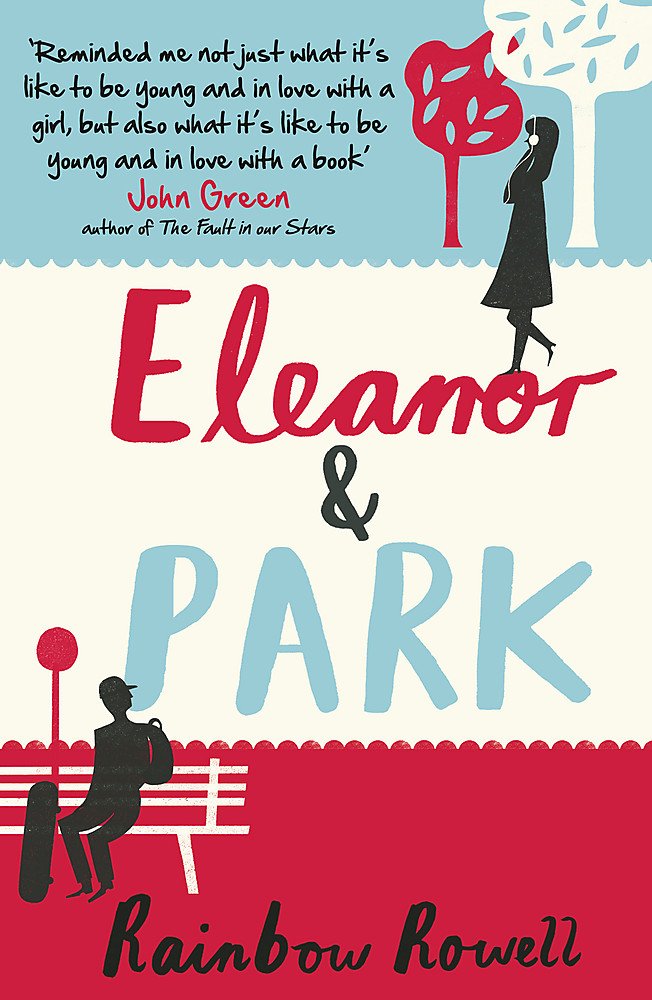 'Reminded me not just what it's
like to be young and in love with a
girl, but also what it's like to be
young and in love with a book'
John Green
author of The Fault in our Stars
Eleanor
&
PARK
Rainbow Rowell